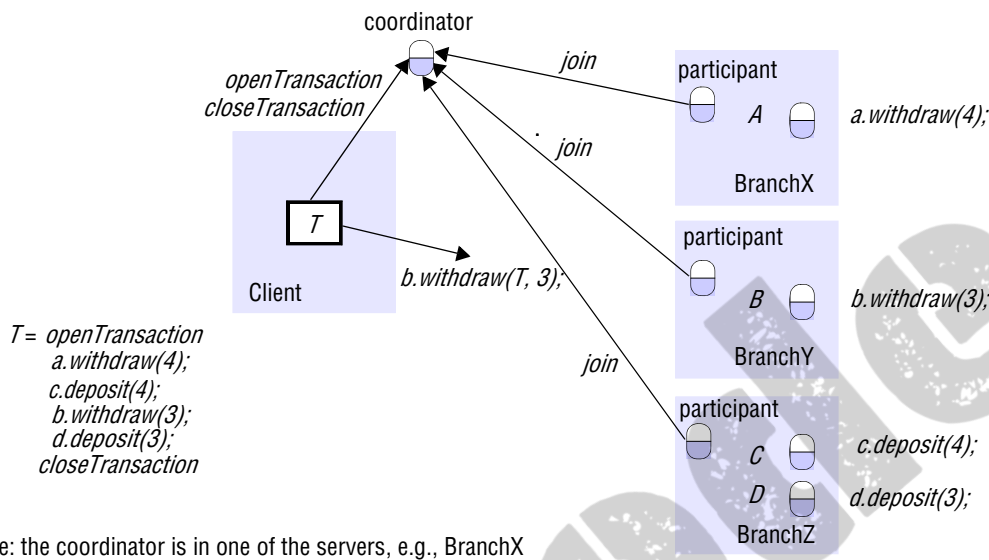 coordinator
join
participant
openTransaction
closeTransaction
A
a.withdraw(4);
join
BranchX
T
participant
Client
b.withdraw(T, 3);
B
b.withdraw(3);
T = openTransaction
BranchY
a.withdraw(4);
join
c.deposit(4);
b.withdraw(3);
participant
d.deposit(3);
C
c.deposit(4);
closeTransaction
D
d.deposit(3);
BranchZ
e: the coordinator is in one of the servers, e.g., BranchX